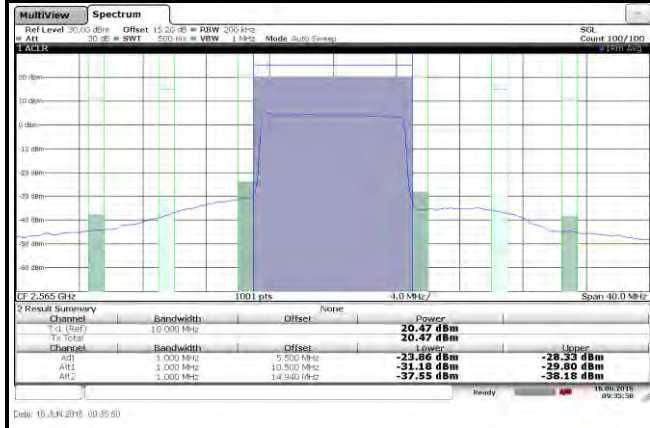 MultiView Spectrum
Ref Level 30.00 dBm Offset 15.20 dB RBW 200 kHz SGL
Att 30 dB SWT 500 ms VBW 1 MHz Mode Auto Sweep Count 100/100
1 ACLR 1Rm Avg
20 dBm
10 dBm
0 dBm
-10 dBm
-20 dBm
-30 dBm
-40 dBm
-50 dBm
-60 dBm
CF 2.565 GHz 1001 pts 4.0 MHz/ Span 40.0 MHz
2 Result Summary None
Channel Bandwidth Offset Power
Tx1 (Ref) 10.000 MHz 20.47 dBm
Tx Total 20.47 dBm
Channel Bandwidth Offset Lower Upper
Adj 1.000 MHz 5.500 MHz -23.86 dBm -28.33 dBm
Alt1 1.000 MHz 10.500 MHz -31.18 dBm -29.80 dBm
Alt2 1.000 MHz 14.940 MHz -37.55 dBm -38.18 dBm
Ready 16.06.2016
09:35:50
Date: 16.JUN.2016 09:35:50